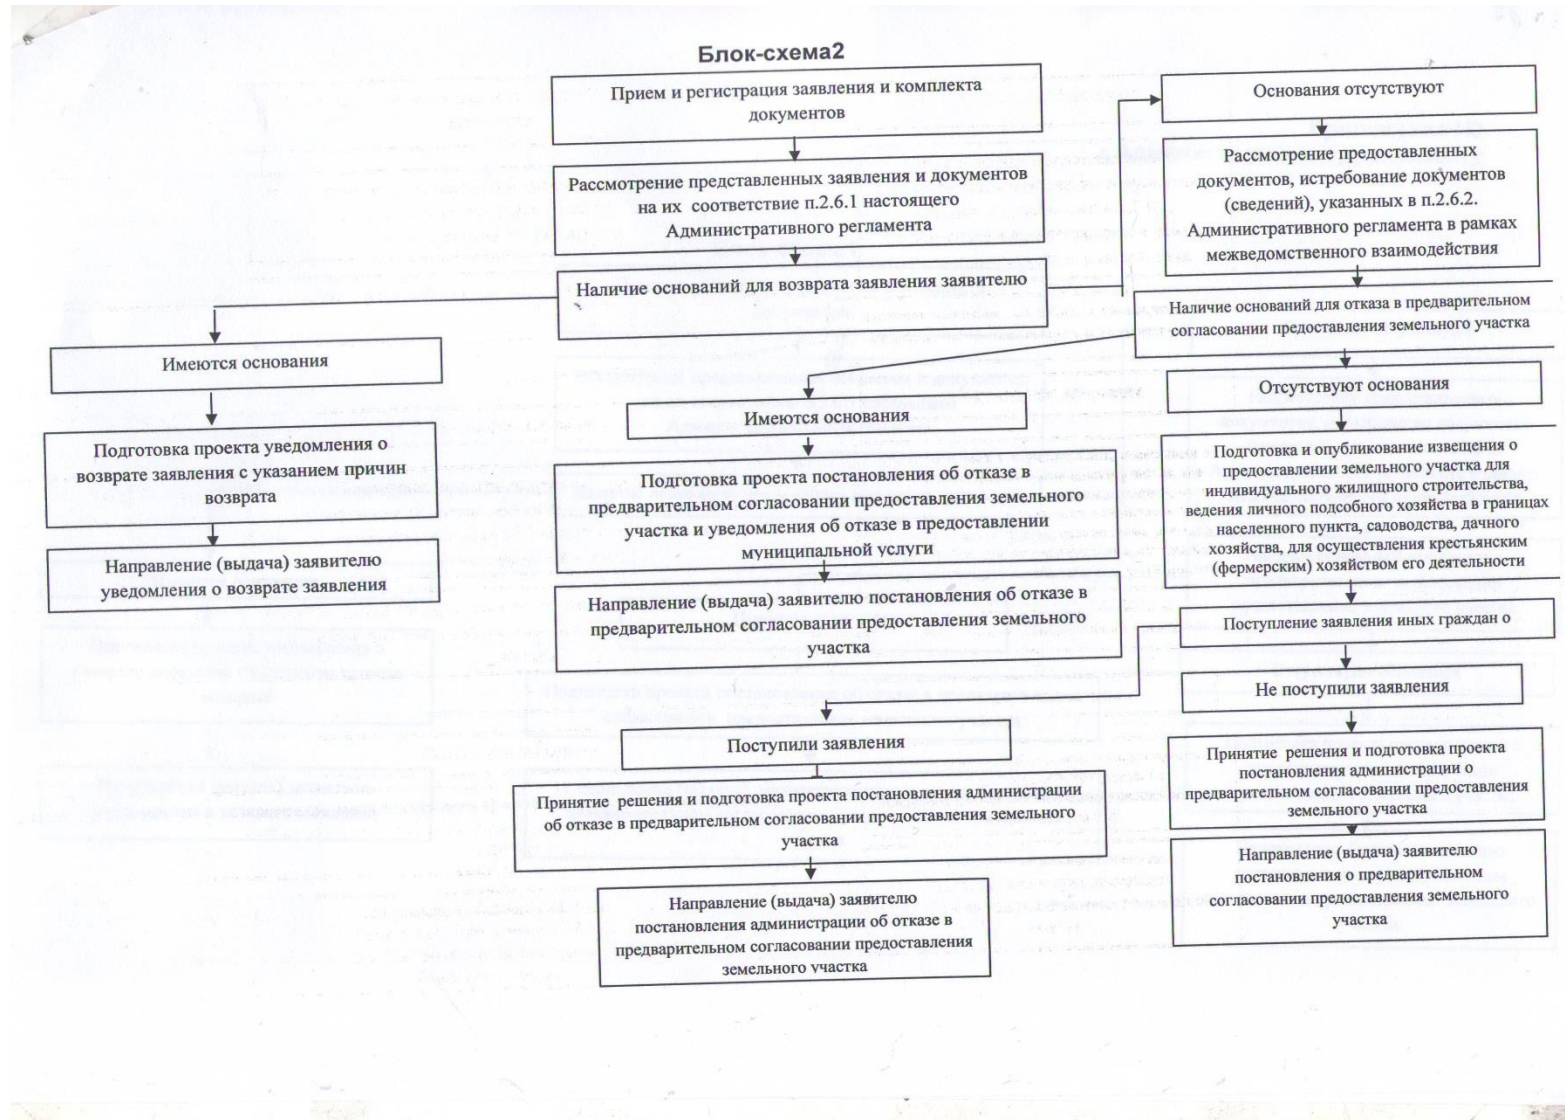 Блок-схема2
Прием и регистрация заявления и комплекта
документов
Рассмотрение представленных заявления и документов
на их соответствие п.2.6.1 настоящего
Административного регламента
Наличие оснований для возврата заявления заявителю
Имеются основания
Подготовка проекта уведомления о
возврате заявления с указанием причин
возврата
Направление (выдача) заявителю
уведомления о возврате заявления
Основания отсутствуют
Рассмотрение предоставленных
документов, истребование документов
(сведений), указанных в п.2.6.2.
Административного регламента в рамках
межведомственного взаимодействия
Наличие оснований для отказа в предварительном
согласовании предоставления земельного участка
Имеются основания
Подготовка проекта постановления об отказе в
предварительном согласовании предоставления земельного
участка и уведомления об отказе в предоставлении
муниципальной услуги
Направление (выдача) заявителю постановления об отказе в
предварительном согласовании предоставления земельного
участка
Отсутствуют основания
Подготовка и опубликование извещения о
предоставлении земельного участка для
индивидуального жилищного строительства,
ведения личного подсобного хозяйства в границах
населенного пункта, садоводства, дачного
хозяйства, для осуществления крестьянским
(фермерским) хозяйством его деятельности
Поступление заявления иных граждан о
Поступили заявления
Принятие решения и подготовка проекта постановления администрации
об отказе в предварительном согласовании предоставления земельного
участка
Направление (выдача) заявителю
постановления администрации об отказе в
предварительном согласовании предоставления
земельного участка
Не поступили заявления
Принятие решения и подготовка проекта
постановления администрации о
предварительном согласовании предоставления
земельного участка
Направление (выдача) заявителю
постановления о предварительном
согласовании предоставления земельного
участка